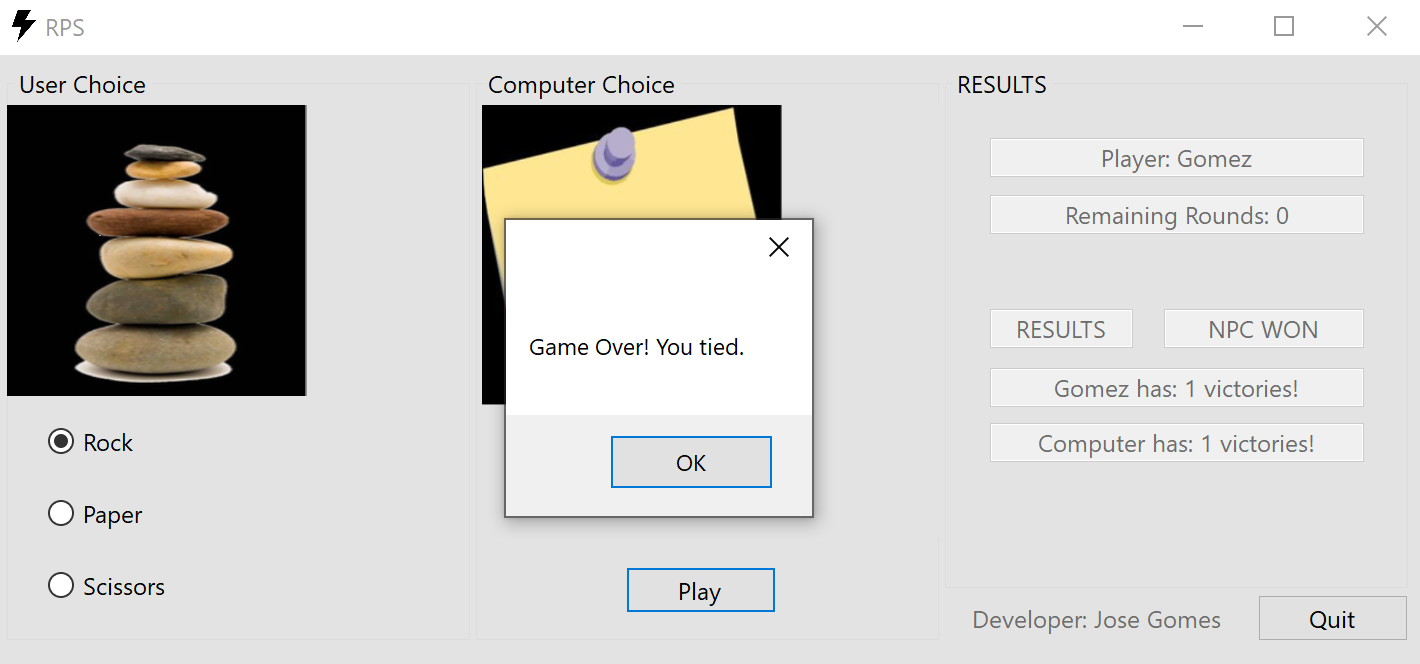 RPS
User Choice
Computer Choice
RESULTS
Player: Gomez
Remaining Rounds: 0
RESULTS
NPC WON
Gomez has: 1 victories!
Computer has: 1 victories!
Game Over! You tied.
OK
Rock
Paper
Scissors
Play
Developer: Jose Gomes
Quit